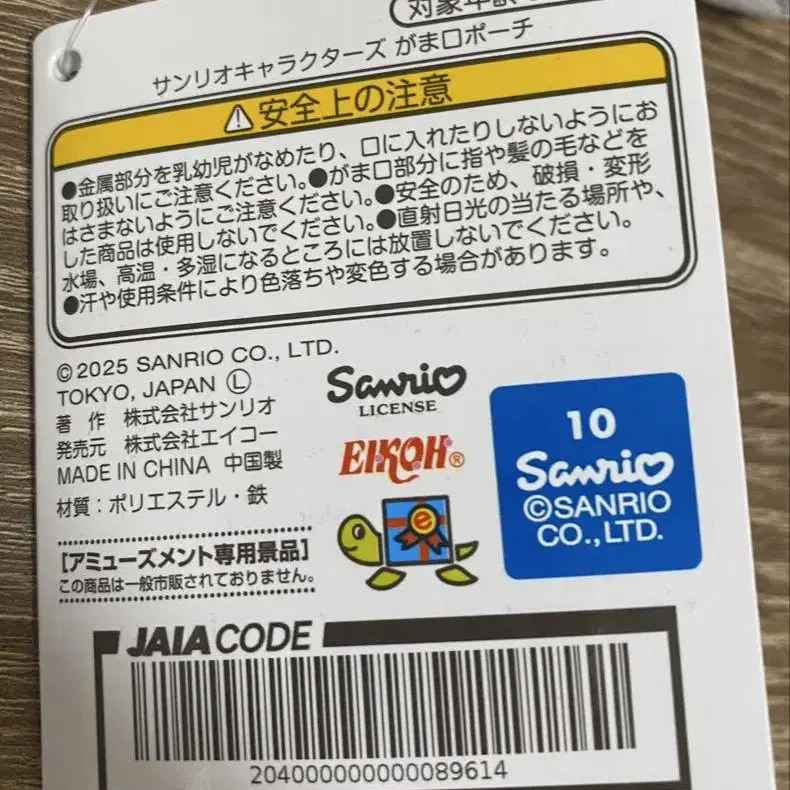 対象年齢
サンリオキャラクターズ がま口ポーチ
⚠安全上の注意
●金属部分を乳幼児がなめたり、口に入れたりしないようにお
取り扱いにご注意ください。●がま口部分に指や髪の毛などを
はさまないようにご注意ください。●安全のため、破損・変形
した商品は使用しないでください。●直射日光の当たる場所や、
水場、高温・多湿になるところには放置しないでください。
●汗や使用条件により色落ちや変色する場合があります。
©2025 SANRIO CO., LTD.
TOKYO, JAPAN Ⓛ
著 作 株式会社サンリオ
発売元 株式会社エイコー
MADE IN CHINA 中国製
材質：ポリエステル・鉄
Sanrio
LICENSE
EIKOH®
e
10
Sanrio
©SANRIO
CO.,LTD.
[アミューズメント専用景品]
この商品は一般市販されておりません。
JAIA CODE
204000000000089614